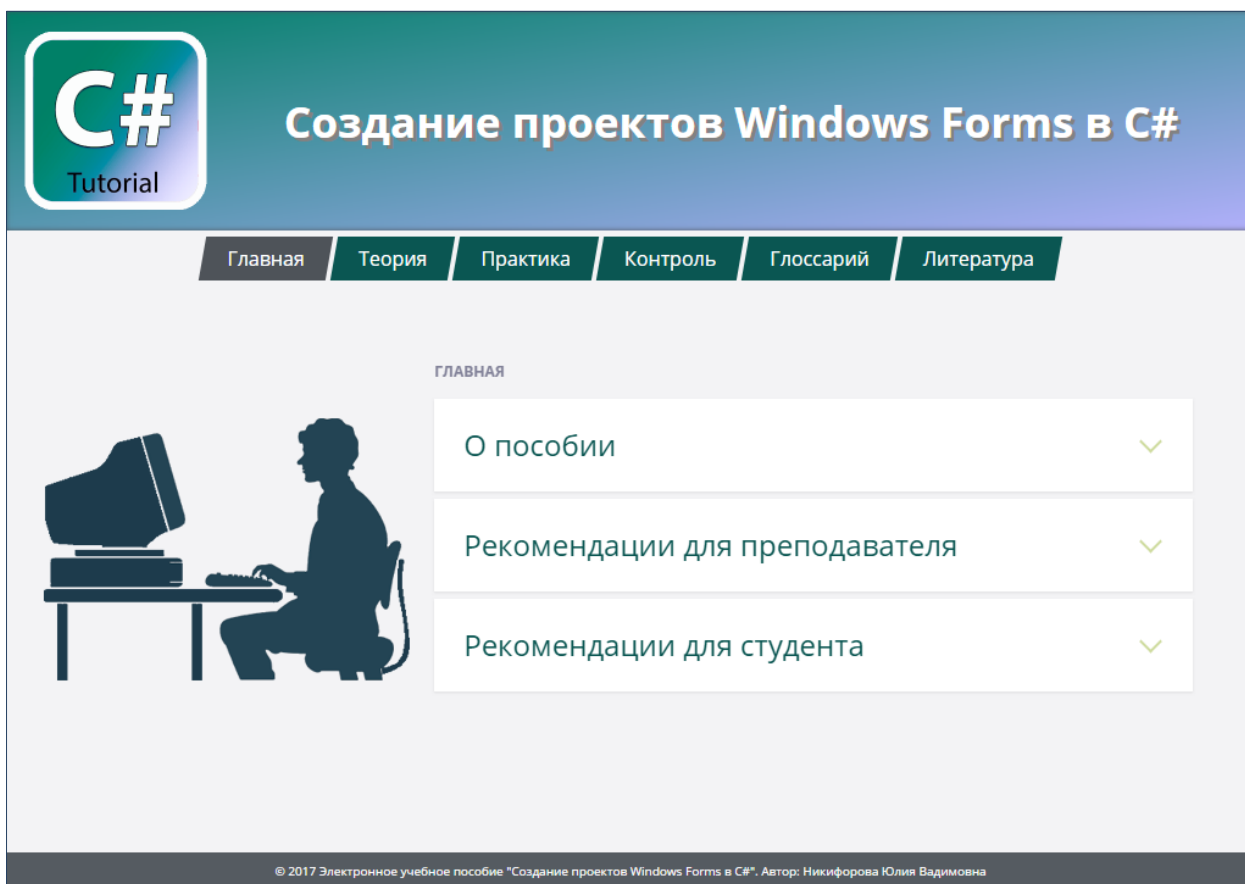 C#
Tutorial
Создание проектов Windows Forms в C#
Главная Теория Практика Контроль Глоссарий Литература
ГЛАВНАЯ
О пособии
Рекомендации для преподавателя
Рекомендации для студента
© 2017 Электронное учебное пособие "Создание проектов Windows Forms в C#". Автор: Никифорова Юлия Вадимовна